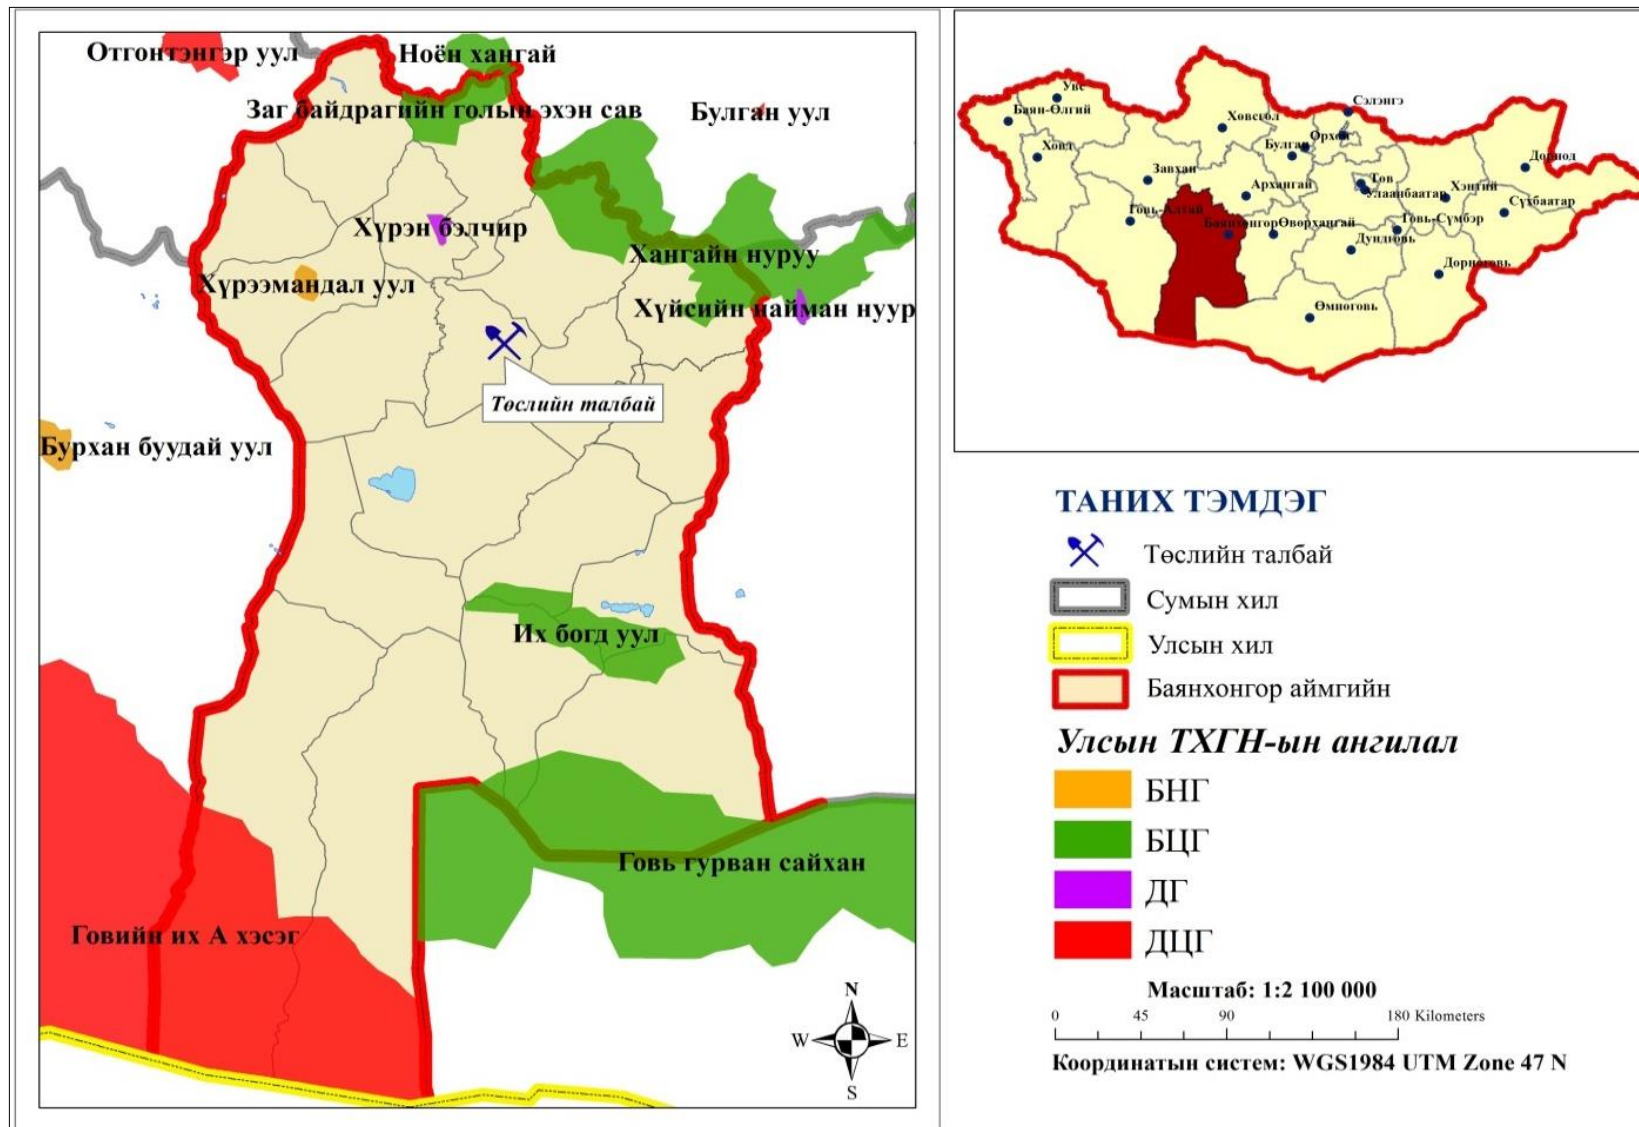 Отгонтэнгэр уул
Ноён хангай
Заг байдрагийн голын эхэн сав
Булган уул
Хүрэн бэлчир
Хангайн нуруу
Хүрээмандал уул
Хүйсийн найман нуур
Төслийн талбай
Бурхан буудай уул
Их богд уул
Говь гурван сайхан
Говийн их А хэсэг
N
W
E
S
Увс
Баян-Өлгий
Ховд
Ховсгөл
Сэлэнгэ
Орхон
Булган
Завхан
Архангай
Төв
Улаанбаатар
Хэнтий
Дорнод
Сүхбаатар
Говь-Алтай
Баянхонгор
Өворхангай
Говь-Сүмбэр
Дундговь
Дорноговь
Өмноговь
ТАНИХ ТЭМДЭГ
Төслийн талбай
Сумын хил
Улсын хил
Баянхонгор аймгийн
Улсын ТХГН-ын ангилал
БНГ
БЦГ
ДГ
ДЦГ
Масштаб: 1:2 100 000
0 45 90 180 Kilometers
Координатын систем: WGS1984 UTM Zone 47 N